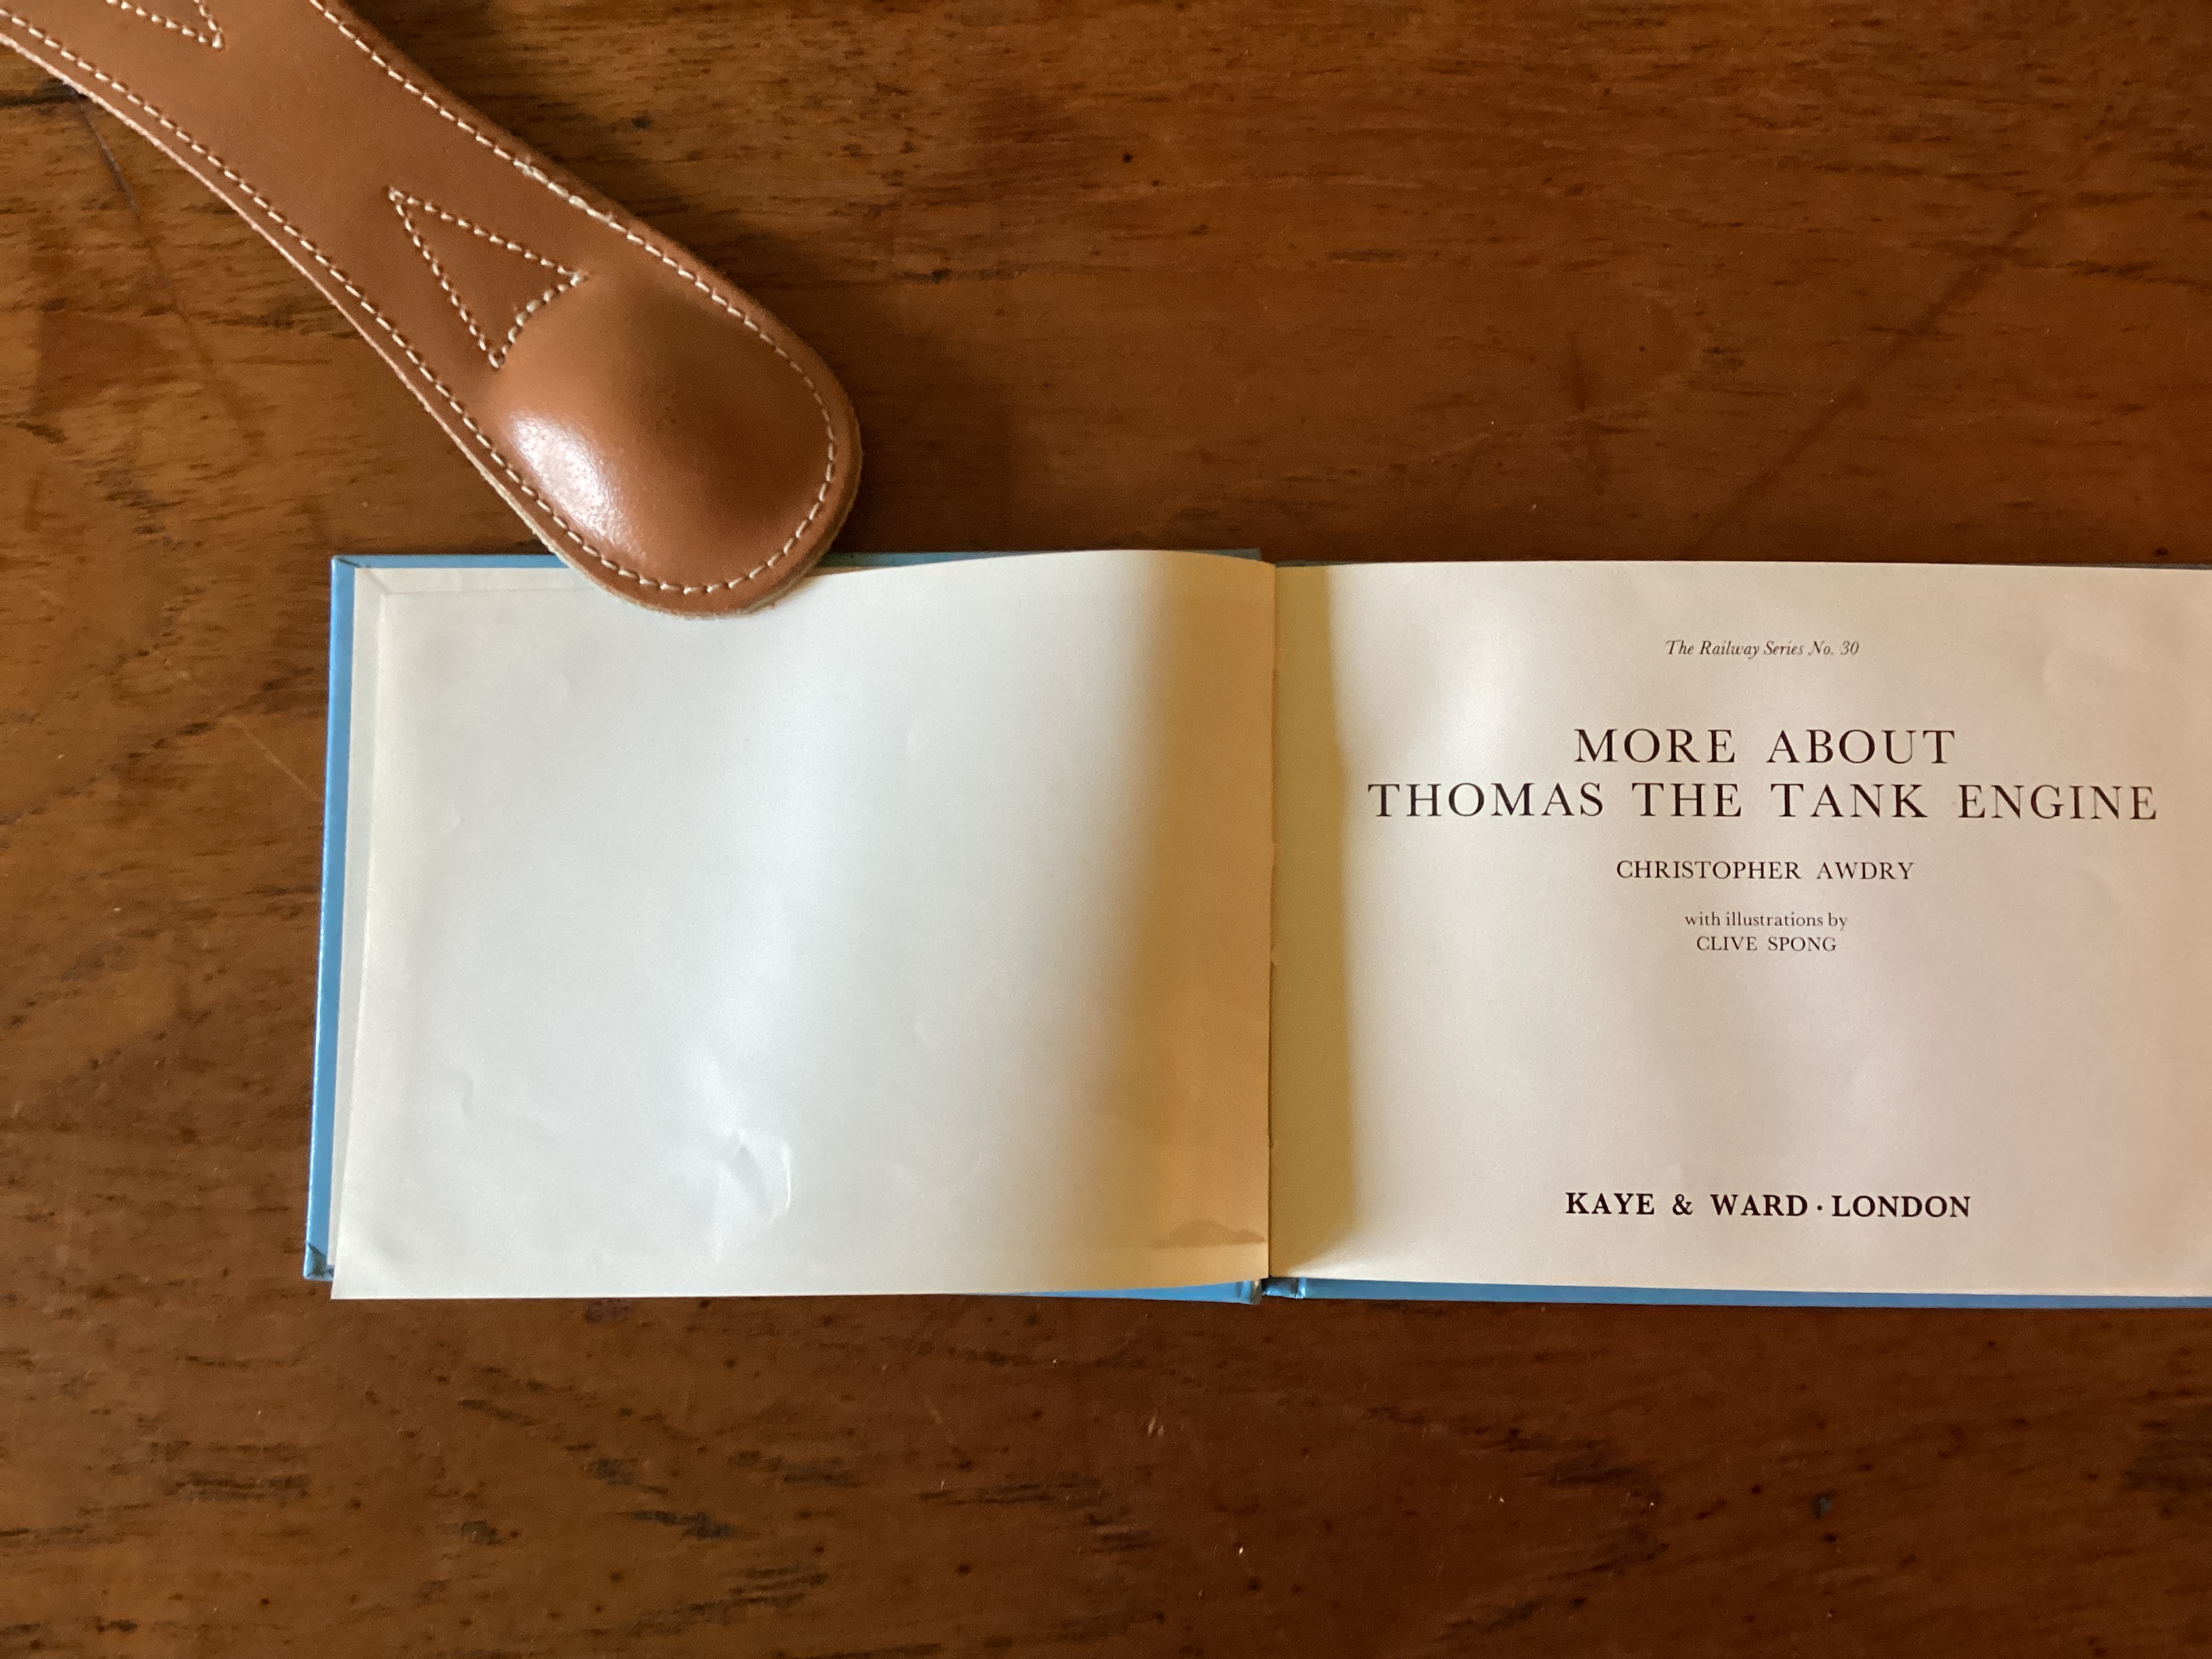 The Railway Series No. 30
MORE ABOUT
THOMAS THE TANK ENGINE
CHRISTOPHER AWDRY
with illustrations by
CLIVE SPONG
KAYE & WARD · LONDON